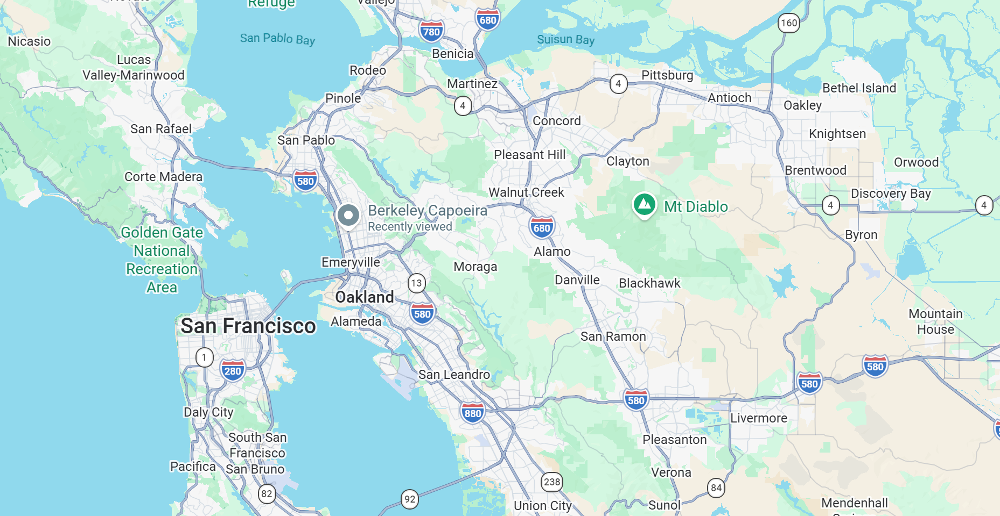 Novato
Refuge
Vallejo
680
160
780
San Pablo Bay
Suisun Bay
Nicasio
Benicia
Lucas
Valley-Marinwood
Rodeo
Pittsburg
Martinez
4
Bethel Island
Pinole
4
Antioch
Oakley
Concord
San Rafael
Knightsen
San Pablo
Pleasant Hill
Clayton
Orwood
Brentwood
Corte Madera
580
Walnut Creek
Discovery Bay
Mt Diablo
4
4
Berkeley Capoeira
Recently viewed
680
Golden Gate
National
Recreation
Area
Byron
Alamo
Emeryville
Moraga
13
Danville
Blackhawk
Oakland
580
Mountain
House
Alameda
San Francisco
San Ramon
1
280
580
San Leandro
580
580
Daly City
880
Livermore
South San
Francisco
Pleasanton
Pacifica
San Bruno
Verona
238
84
82
92
Union City
Sunol
Mendenhall